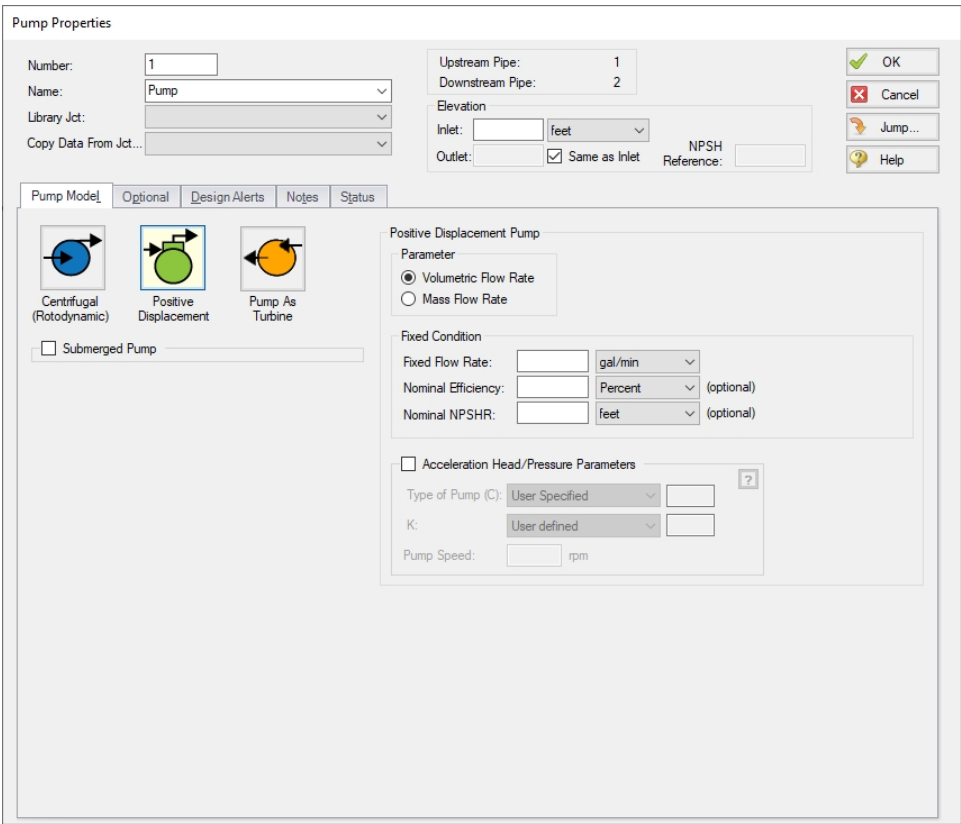 Pump Properties
Number: 1
Name: Pump
Library Jct:
Copy Data From Jct...
Upstream Pipe: 1
Downstream Pipe: 2
Elevation
Inlet: feet
Outlet: Same as Inlet
NPSH
Reference:
OK
Cancel
Jump...
Help
Pump Model Optional Design Alerts Notes Status
Centrifugal
(Rotodynamic)
Positive
Displacement
Pump As
Turbine
Submerged Pump
Positive Displacement Pump
Parameter
Volumetric Flow Rate
Mass Flow Rate
Fixed Condition
Fixed Flow Rate: gal/min
Nominal Efficiency: Percent (optional)
Nominal NPSHR: feet (optional)
Acceleration Head/Pressure Parameters
?
Type of Pump (C): User Specified
K: User defined
Pump Speed: rpm